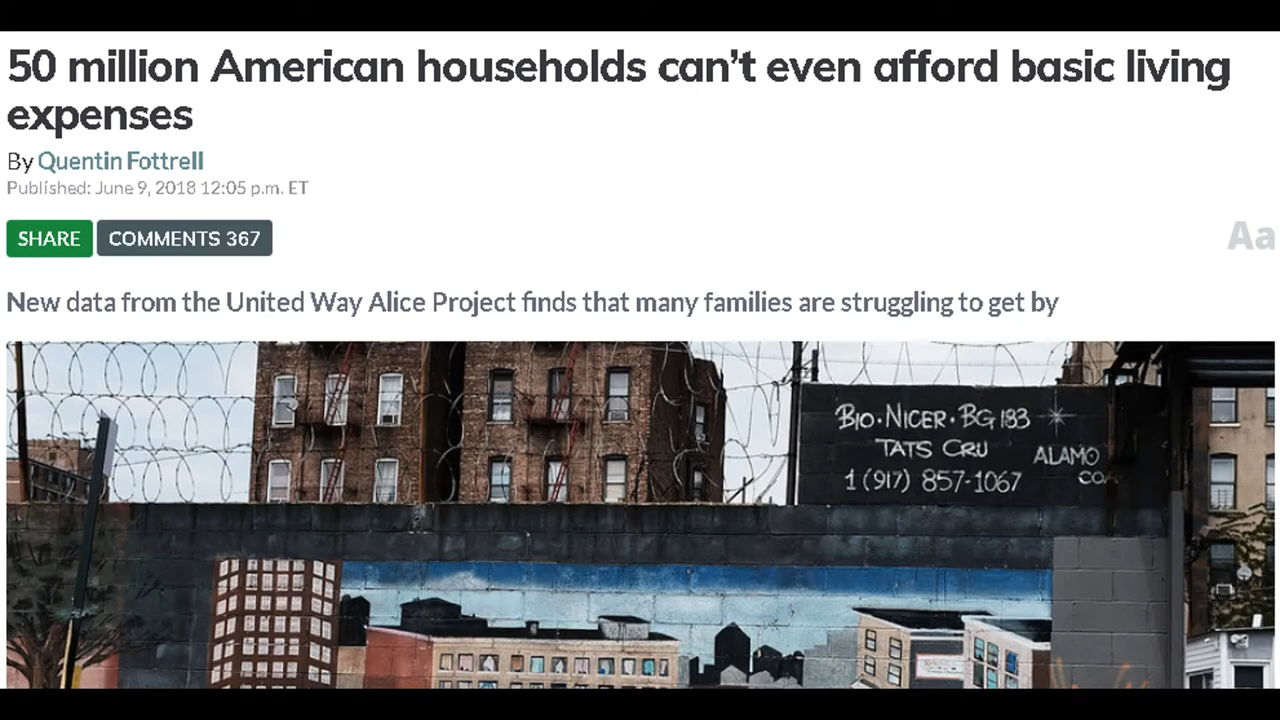 50 million American households can't even afford basic living
expenses
By Quentin Fottrell
Published: June 9, 2018 12:05 p.m. ET
SHARE
COMMENTS 367
Aa
New data from the United Way Alice Project finds that many families are struggling to get by
BIO·NICER·BG 183
TATS CRU
1 (917) 857-1067
ALAMO